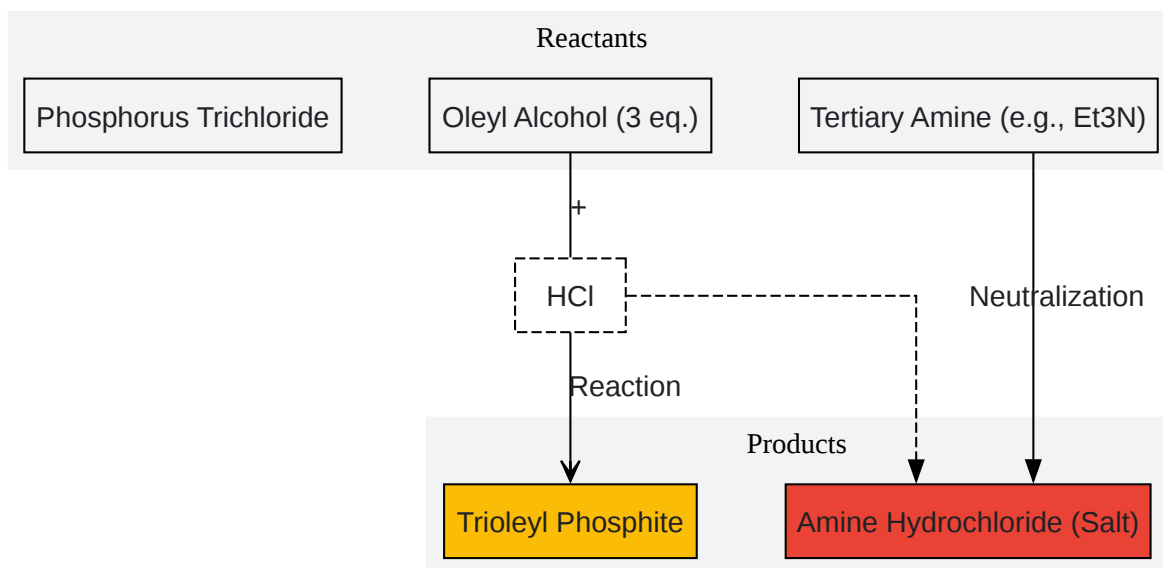 Reactants
Phosphorus Trichloride
Oleyl Alcohol (3 eq.)
Tertiary Amine (e.g., Et3N)
+
HCl
Neutralization
Reaction
Products
Trioleyl Phosphite
Amine Hydrochloride (Salt)